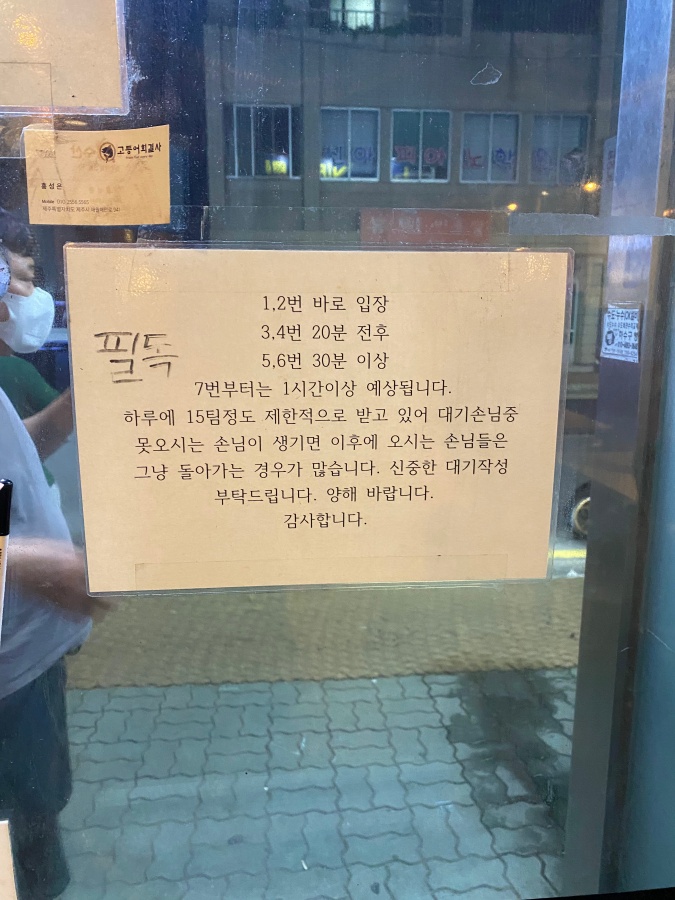 고등어회결사
홍성은
Mobile
1,2번 바로 입장
필독
3,4번 20분 전후
5,6번 30분 이상
7번부터는 1시간이상 예상됩니다.
하루에 15팀정도 제한적으로 받고 있어 대기손님중
못오시는 손님이 생기면 이후에 오시는 손님들은
그냥 돌아가는 경우가 많습니다. 신중한 대기작성
부탁드립니다. 양해 바랍니다.
감사합니다.